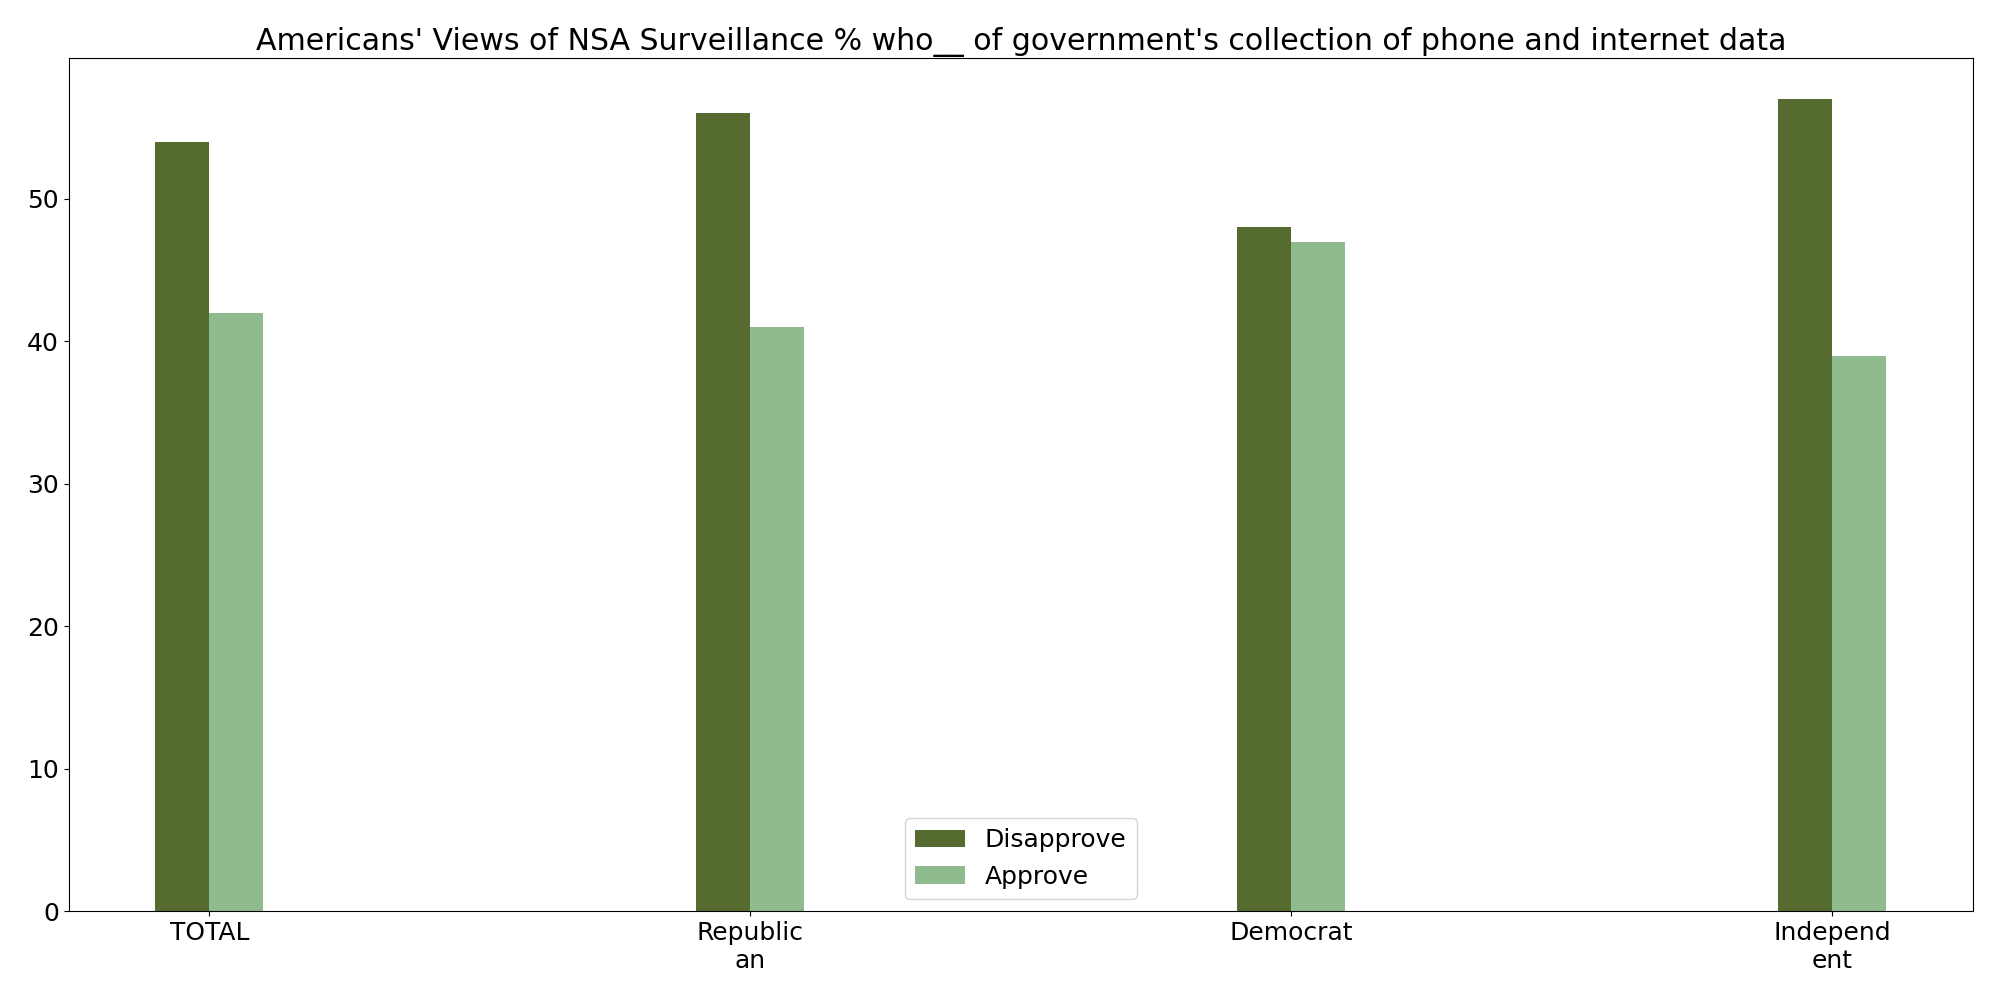 Americans' Views of NSA Surveillance % who__ of government's collection of phone and internet data
50
40
30
20
10
0
Disapprove
Approve
TOTAL
Republic
an
Democrat
Independ
ent